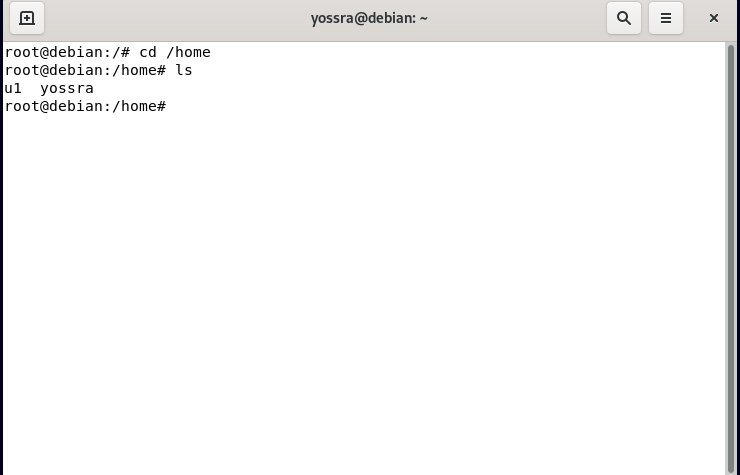 yossra@debian: ~
root@debian:/# cd /home
root@debian:/home# ls
u1  yossra
root@debian:/home#